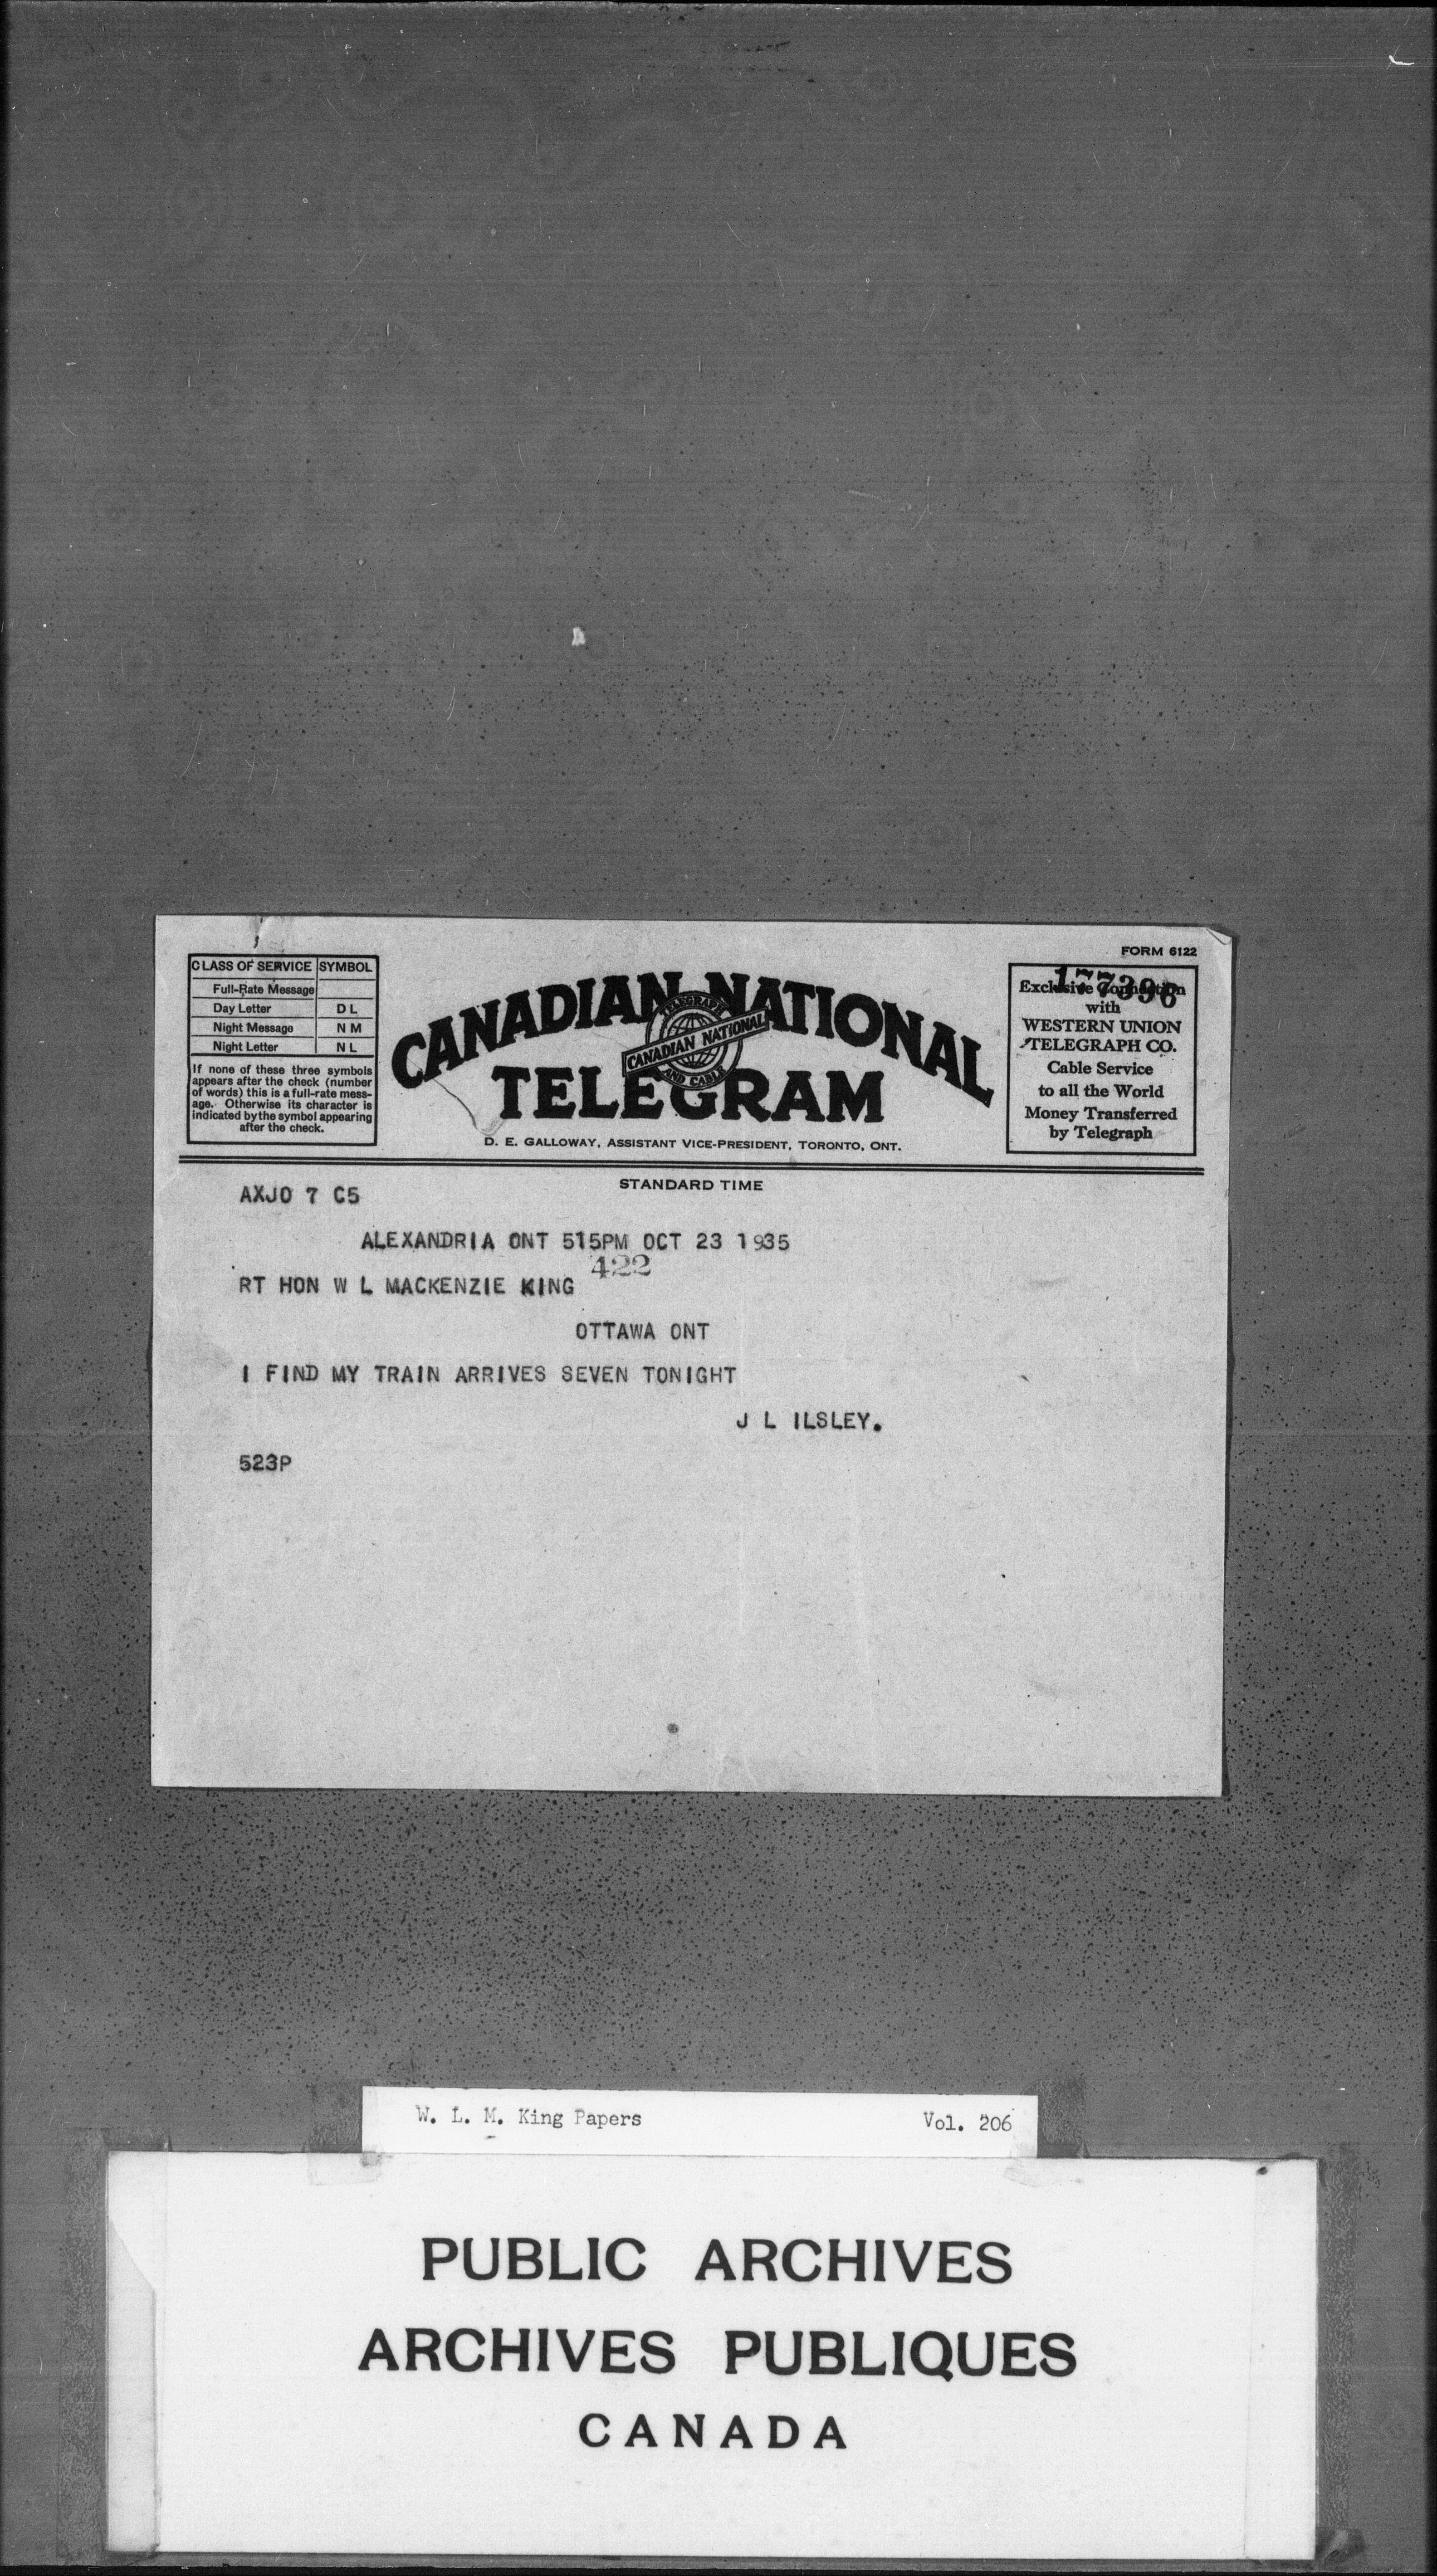 FORM 6122
CLASS OF SERVICE SYMBOL
Full-Rate Message
Day Letter D L
Night Message N M
Night Letter N L
If none of these three symbols
appears after the check (number
of words) this is a full-rate mess-
age. Otherwise its character is
indicated by the symbol appearing
after the check.
CANADIAN NATIONAL
TELEGRAPH
CANADIAN NATIONAL
AND CABLE
TELEGRAM
D. E. GALLOWAY, ASSISTANT VICE-PRESIDENT, TORONTO, ONT.
177396
Exclusive Connection
with
WESTERN UNION
TELEGRAPH CO.
Cable Service
to all the World
Money Transferred
by Telegraph
STANDARD TIME
AXJO 7 C5
ALEXANDRIA ONT 515PM OCT 23 1935
422
RT HON W L MACKENZIE KING
OTTAWA ONT
I FIND MY TRAIN ARRIVES SEVEN TONIGHT
J L ILSLEY.
523P
W. L. M. King Papers Vol. 206
PUBLIC ARCHIVES
ARCHIVES PUBLIQUES
CANADA